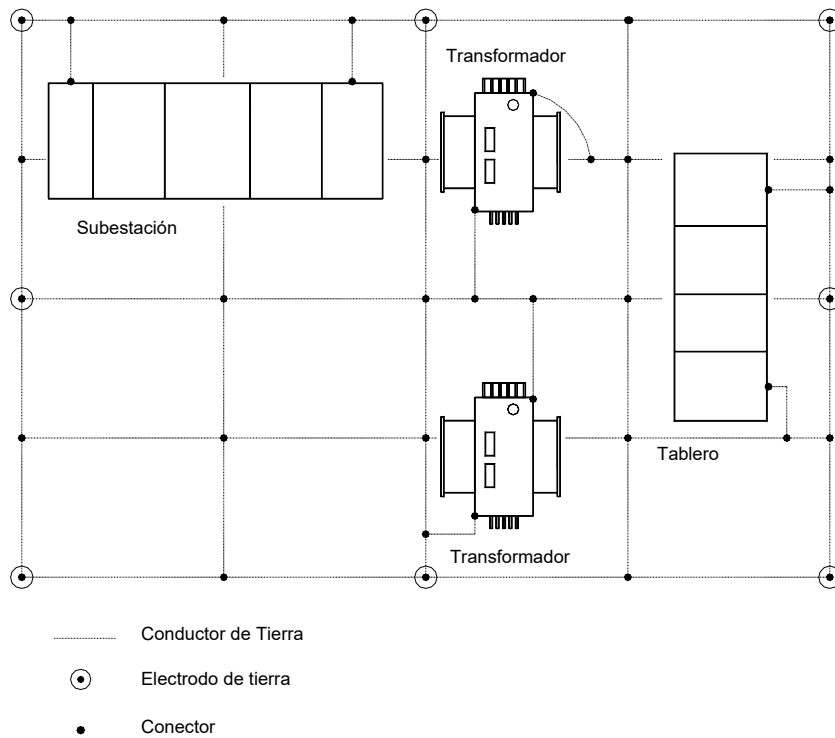 Transformador
Subestación
Tablero
Transformador
Conductor de Tierra
Electrodo de tierra
Conector